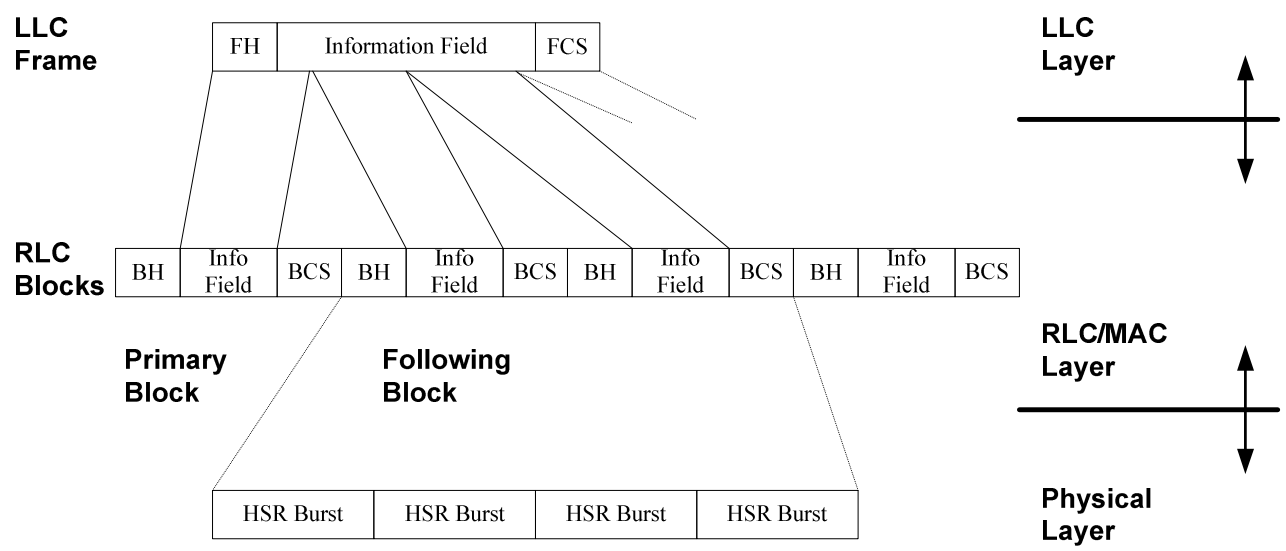 LLC
Frame
FH
Information Field
FCS
LLC
Layer
RLC
Blocks
BH
Info
Field
BCS
BH
Info
Field
BCS
BH
Info
Field
BCS
BH
Info
Field
BCS
Primary
Block
Following
Block
RLC/MAC
Layer
HSR Burst
HSR Burst
HSR Burst
HSR Burst
Physical
Layer